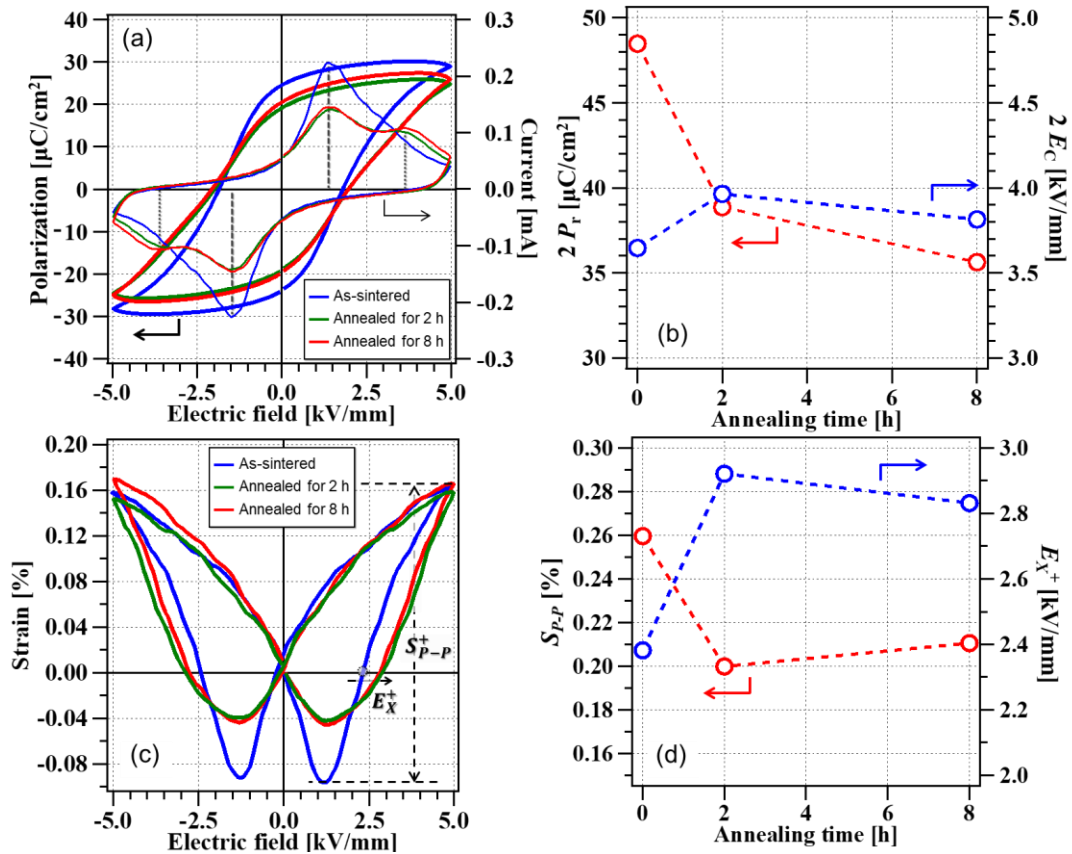 (a)
Polarization [µC/cm²]
40
30
20
10
0
-10
-20
-30
-40
Current [mA]
0.3
0.2
0.1
0.0
-0.1
-0.2
-0.3
As-sintered
Annealed for 2 h
Annealed for 8 h
-5.0
-2.5
0.0
2.5
5.0
Electric field [kV/mm]
(b)
2 Pr [µC/cm²]
50
45
40
35
30
2 EC [kV/mm]
5.0
4.5
4.0
3.5
3.0
0
2
4
6
8
Annealing time [h]
(c)
Strain [%]
0.20
0.16
0.12
0.08
0.04
0.00
-0.04
-0.08
As-sintered
Annealed for 2 h
Annealed for 8 h
S⁺P−P
E⁺X
-5.0
-2.5
0.0
2.5
5.0
Electric field [kV/mm]
(d)
SP-P [%]
0.30
0.28
0.26
0.24
0.22
0.20
0.18
0.16
EX⁺ [kV/mm]
3.0
2.8
2.6
2.4
2.2
2.0
0
2
4
6
8
Annealing time [h]